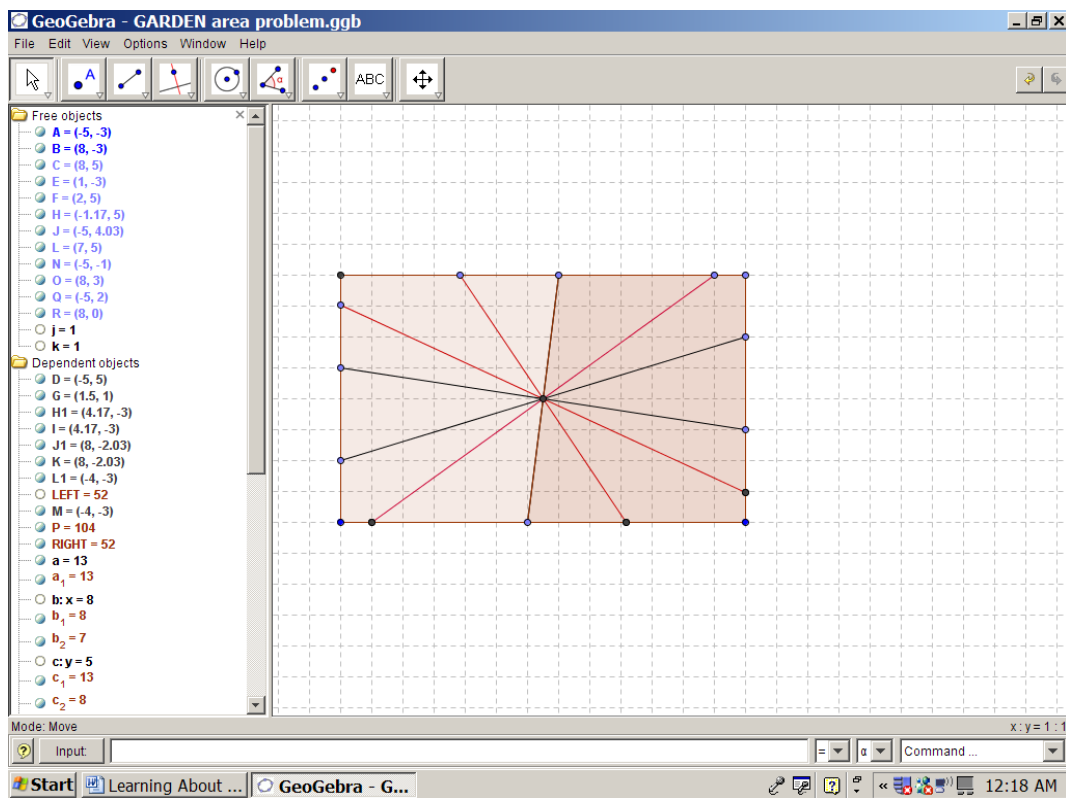 GeoGebra - GARDEN area problem.ggb
File Edit View Options Window Help
A
α
ABC
Free objects
A = (-5, -3)
B = (8, -3)
C = (8, 5)
E = (1, -3)
F = (2, 5)
H = (-1.17, 5)
J = (-5, 4.03)
L = (7, 5)
N = (-5, -1)
O = (8, 3)
Q = (-5, 2)
R = (8, 0)
j = 1
k = 1
Dependent objects
D = (-5, 5)
G = (1.5, 1)
H1 = (4.17, -3)
I = (4.17, -3)
J1 = (8, -2.03)
K = (8, -2.03)
L1 = (-4, -3)
LEFT = 52
M = (-4, -3)
P = 104
RIGHT = 52
a = 13
a₁ = 13
b: x = 8
b₁ = 8
b₂ = 7
c: y = 5
c₁ = 13
c₂ = 8
Mode: Move x : y = 1 : 1
? Input: = α Command ...
Start Learning About ... GeoGebra - G... ? « 12:18 AM